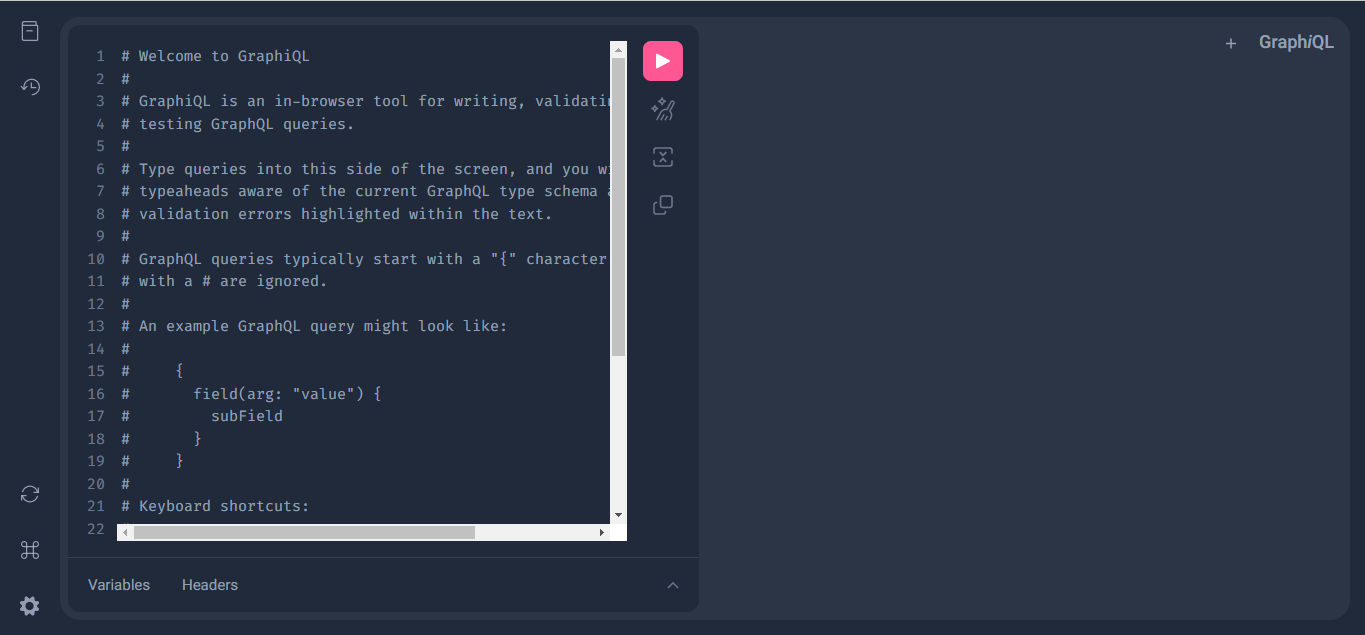 1 # Welcome to GraphiQL
2 #
3 # GraphiQL is an in-browser tool for writing, validatin
4 # testing GraphQL queries.
5 #
6 # Type queries into this side of the screen, and you wi
7 # typeaheads aware of the current GraphQL type schema a
8 # validation errors highlighted within the text.
9 #
10 # GraphQL queries typically start with a "{" character
11 # with a # are ignored.
12 #
13 # An example GraphQL query might look like:
14 #
15 #     {
16 #       field(arg: "value") {
17 #         subField
18 #       }
19 #     }
20 #
21 # Keyboard shortcuts:
22
Variables Headers
+ GraphiQL